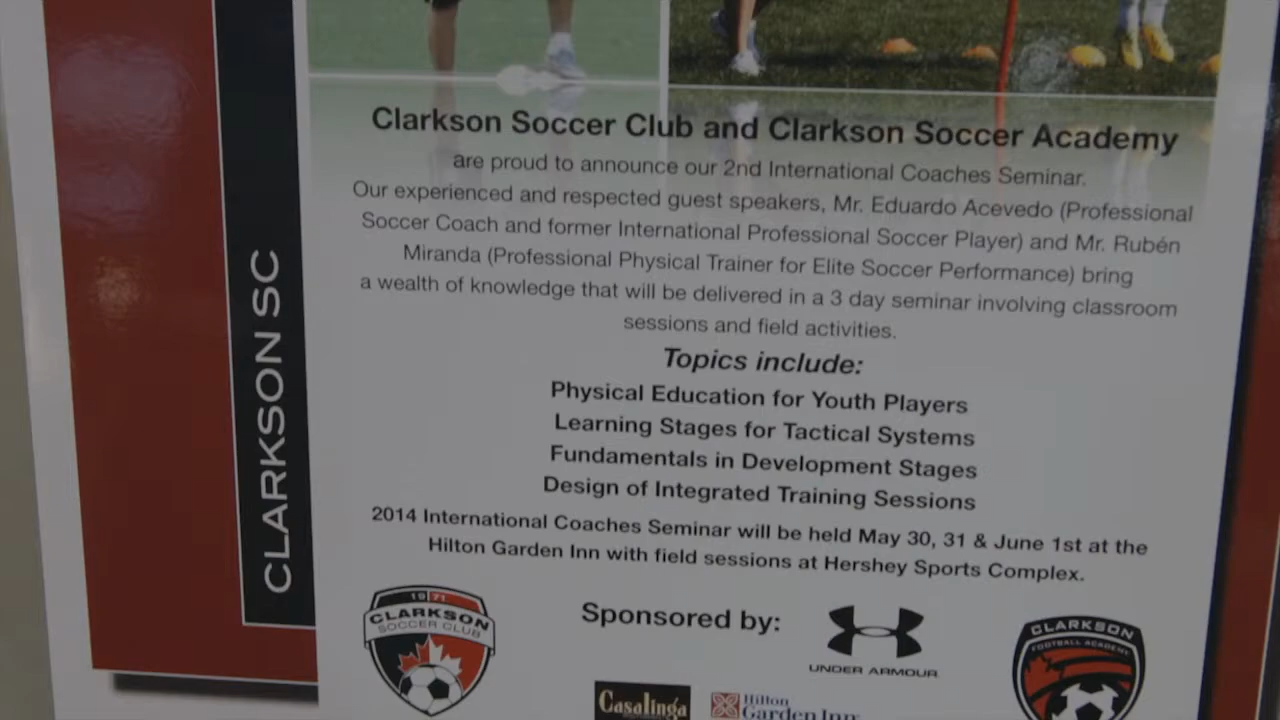 Clarkson Soccer Club and Clarkson Soccer Academy
are proud to announce our 2nd International Coaches Seminar.
Our experienced and respected guest speakers, Mr. Eduardo Acevedo (Professional
Soccer Coach and former International Professional Soccer Player) and Mr. Rubén
Miranda (Professional Physical Trainer for Elite Soccer Performance) bring
a wealth of knowledge that will be delivered in a 3 day seminar involving classroom
sessions and field activities.
Topics include:
Physical Education for Youth Players
Learning Stages for Tactical Systems
Fundamentals in Development Stages
Design of Integrated Training Sessions
2014 International Coaches Seminar will be held May 30, 31 & June 1st at the
Hilton Garden Inn with field sessions at Hershey Sports Complex.
CLARKSON SC
1971
CLARKSON
SOCCER CLUB
Sponsored by:
UNDER ARMOUR
CLARKSON
FOOTBALL ACADEMY
Casalinga
Hilton
Garden Inn